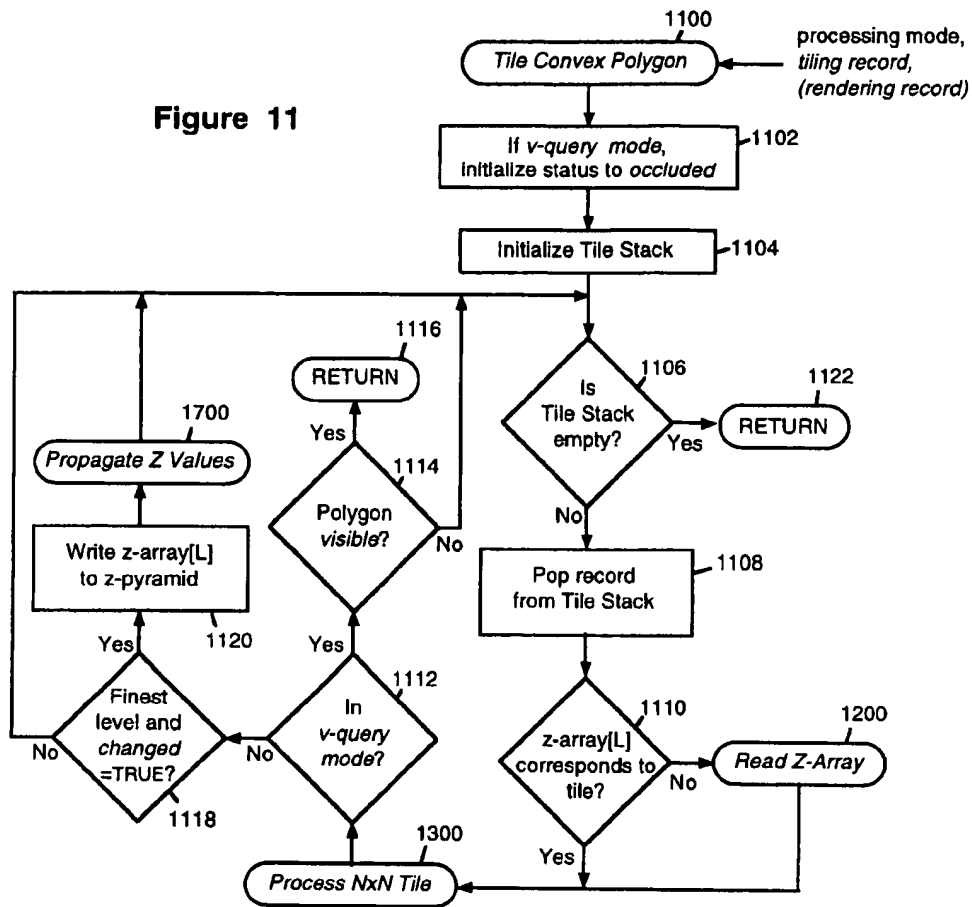 1100
Tile Convex Polygon
processing mode,
tiling record,
(rendering record)
Figure 11
1102
If v-query mode,
initialize status to occluded
Initialize Tile Stack
1104
1116
RETURN
1106
Is
Tile Stack
empty?
Yes
No
1122
RETURN
1700
Propagate Z Values
Yes
1114
Polygon
visible?
No
Write z-array[L]
to z-pyramid
1120
Pop record
from Tile Stack
1108
Yes
Finest
level and
changed
=TRUE?
No
1118
Yes
1112
In
v-query
mode?
No
1110
z-array[L]
corresponds to
tile?
No
Yes
1200
Read Z-Array
1300
Process NxN Tile